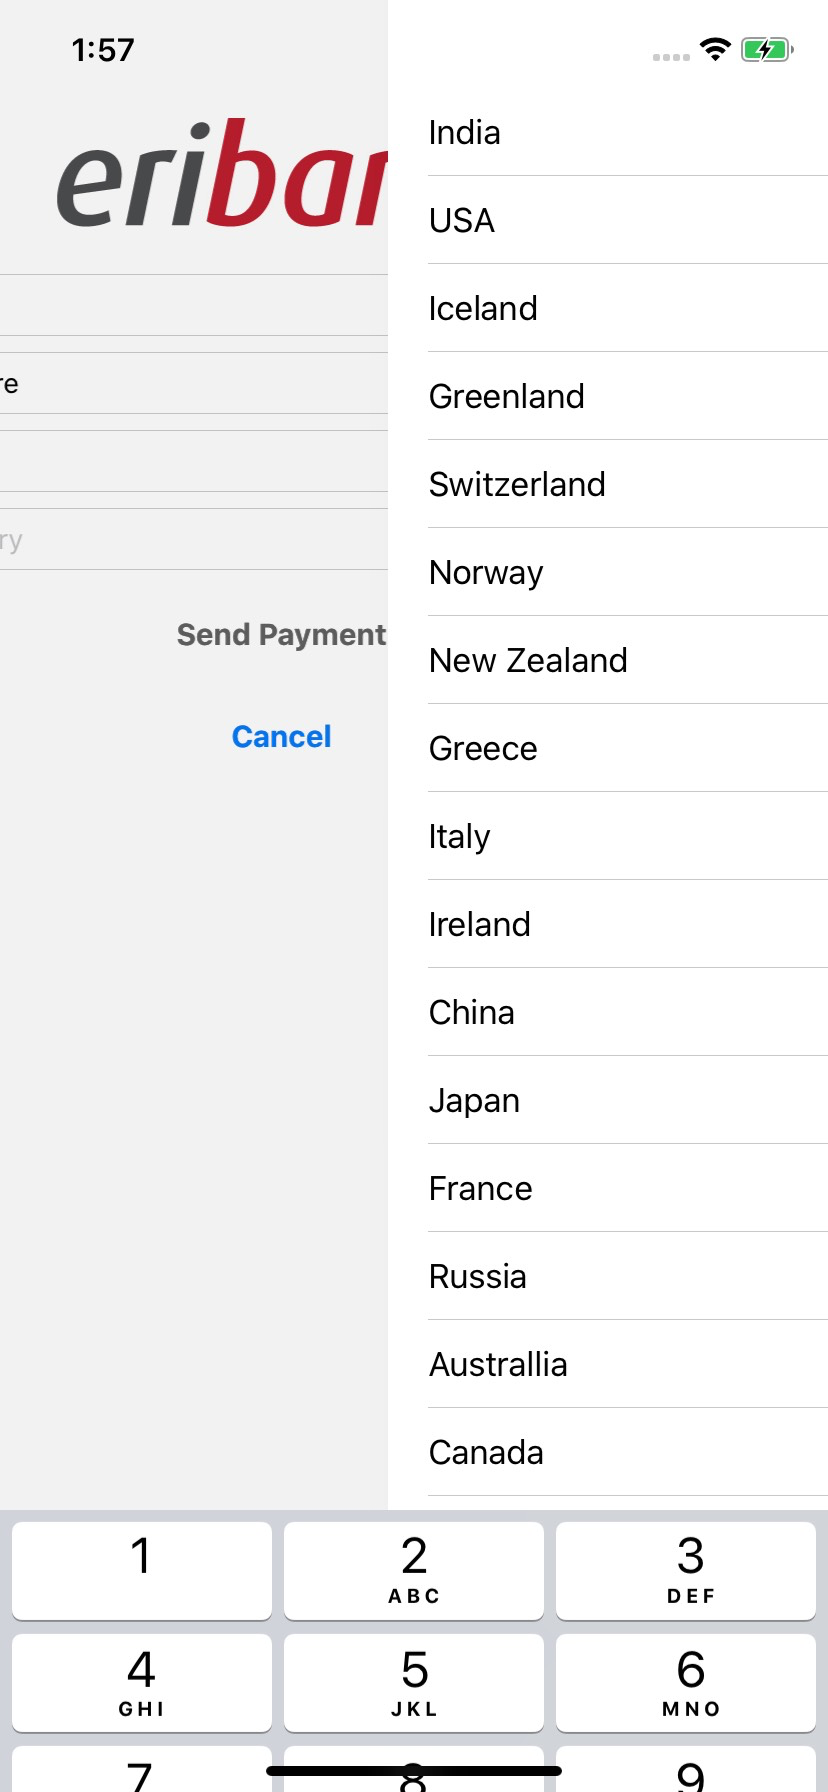 1:57
eriban
India
USA
Iceland
re
Greenland
Switzerland
ry
Norway
Send Payment
New Zealand
Cancel
Greece
Italy
Ireland
China
Japan
France
Russia
Australlia
Canada
1
2
ABC
3
DEF
4
GHI
5
JKL
6
MNO
7
8
9